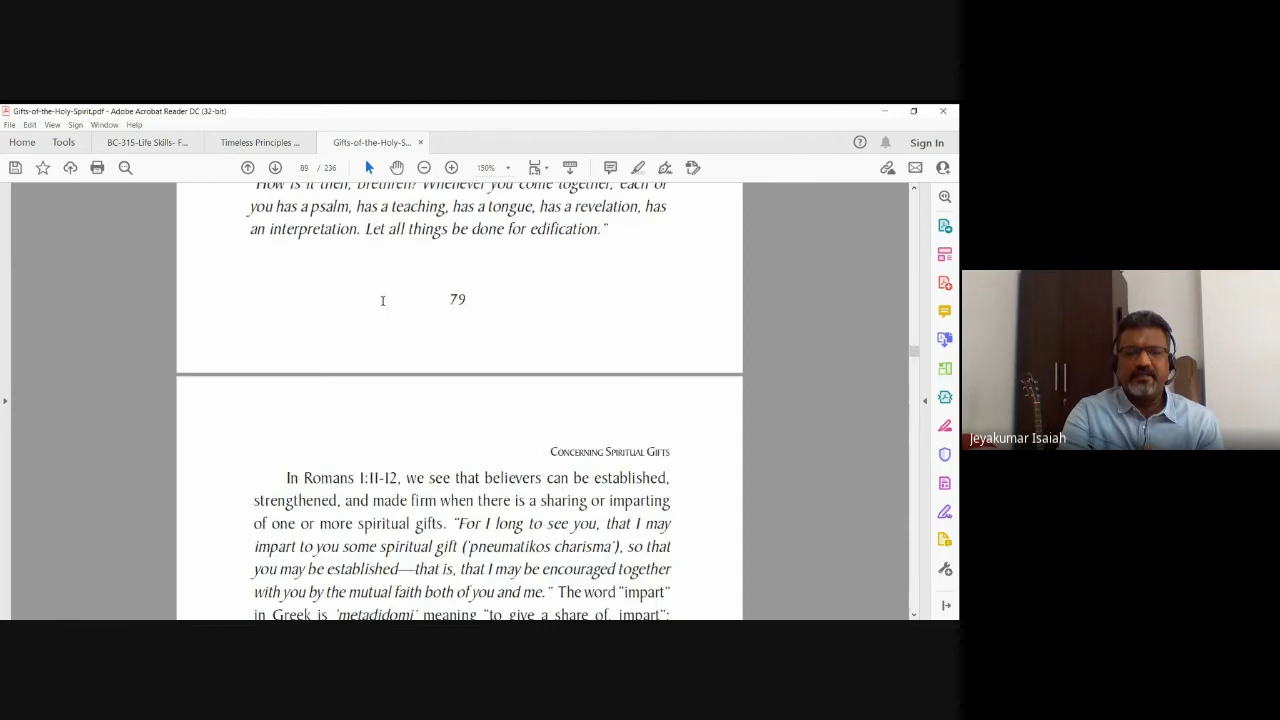 Gifts-of-the-Holy-Spirit.pdf - Adobe Acrobat Reader DC (32-bit)
File Edit View Sign Window Help
Home Tools BC-315-Life Skills- F... Timeless Principles ... Gifts-of-the-Holy-S... × Sign In
89 / 236 150%
"How is it then, brethren? Whenever you come together, each of
you has a psalm, has a teaching, has a tongue, has a revelation, has
an interpretation. Let all things be done for edification."
79
CONCERNING SPIRITUAL GIFTS
In Romans 1:11-12, we see that believers can be established,
strengthened, and made firm when there is a sharing or imparting
of one or more spiritual gifts. "For I long to see you, that I may
impart to you some spiritual gift ('pneumatikos charisma'), so that
you may be established—that is, that I may be encouraged together
with you by the mutual faith both of you and me." The word "impart"
in Greek is 'metadidomi' meaning "to give a share of, impart";
Jeyakumar Isaiah